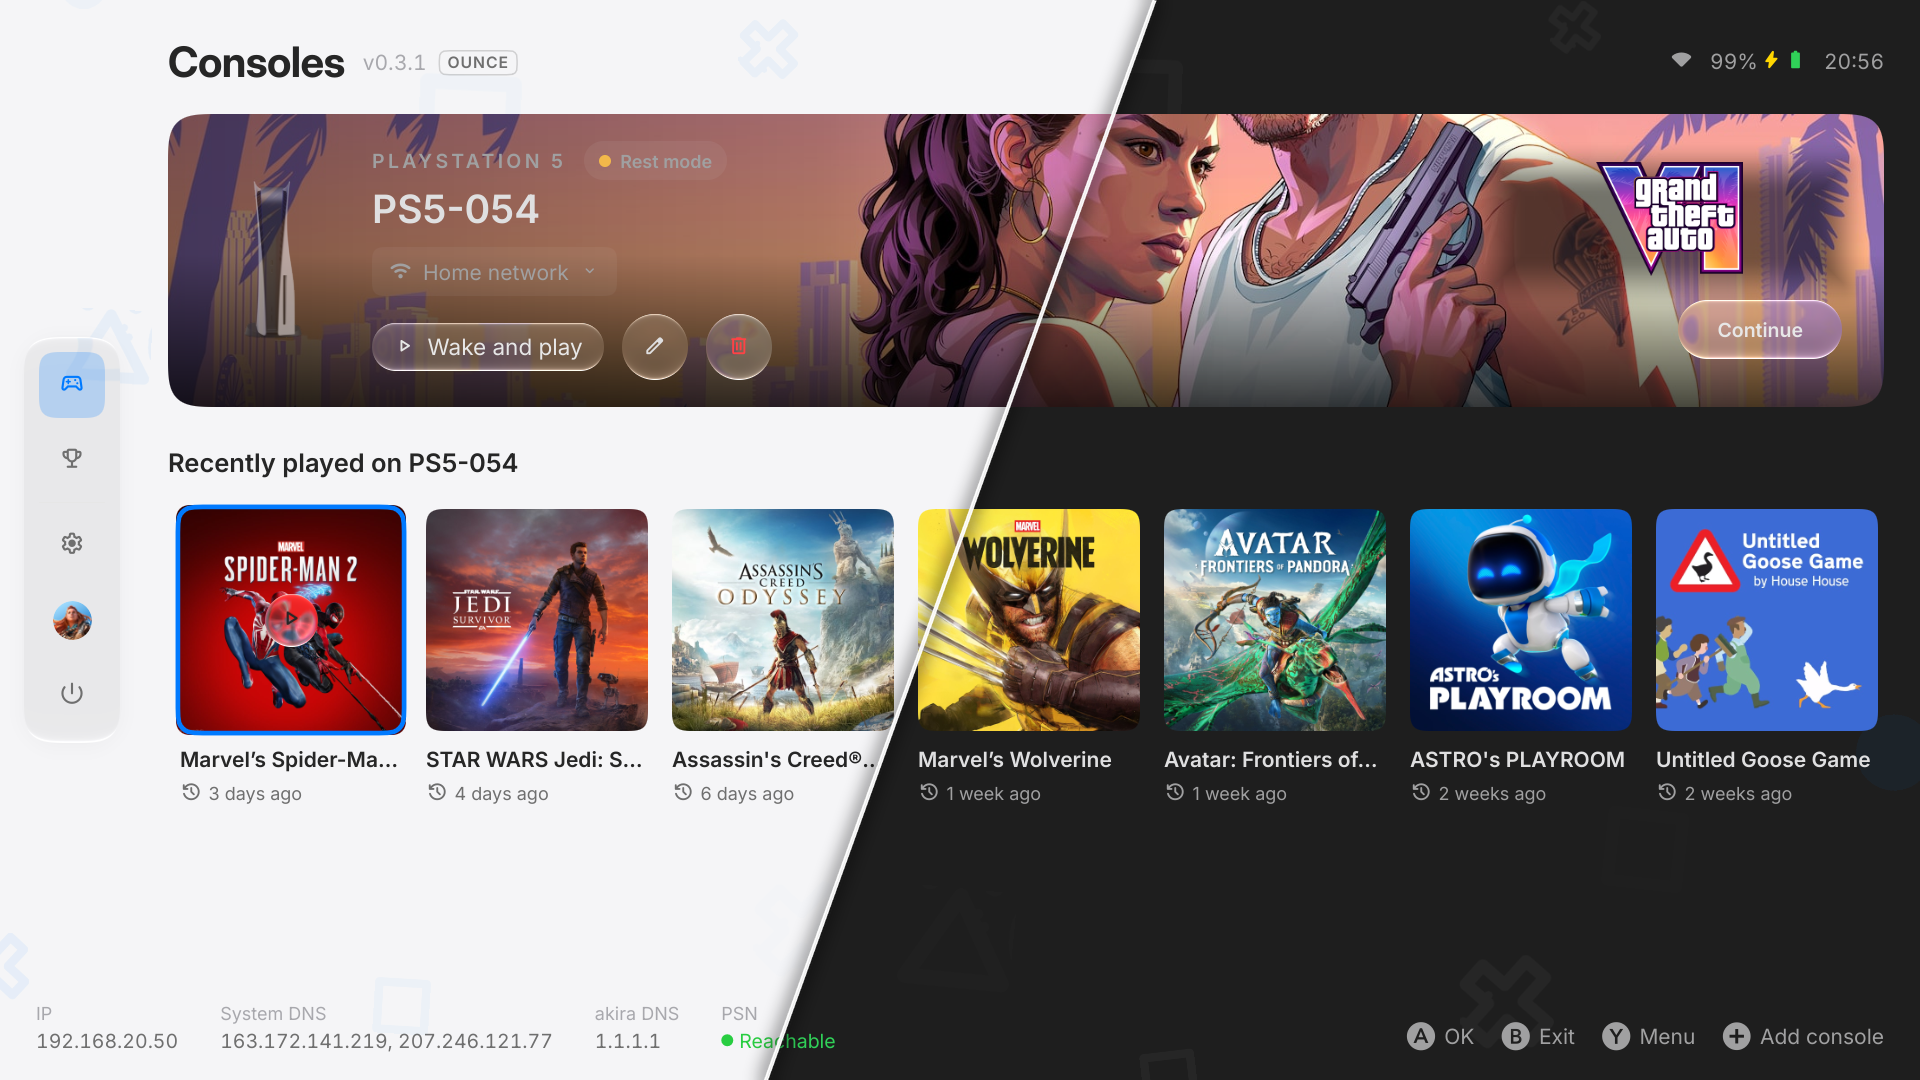 Consoles v0.3.1 OUNCE
99% 20:56
PLAYSTATION 5 Rest mode
PS5-054
Home network
Wake and play
grand
theft
auto
VI
Continue
Recently played on PS5-054
MARVEL
SPIDER-MAN 2
STAR WARS
JEDI
SURVIVOR
ASSASSIN'S
CREED
ODYSSEY
MARVEL
WOLVERINE
AVATAR
FRONTIERS OF PANDORA
ASTRO's
PLAYROOM
Untitled
Goose Game
by House House
Marvel’s Spider-Ma...
STAR WARS Jedi: S...
Assassin's Creed®..
Marvel’s Wolverine
Avatar: Frontiers of...
ASTRO's PLAYROOM
Untitled Goose Game
3 days ago
4 days ago
6 days ago
1 week ago
1 week ago
2 weeks ago
2 weeks ago
IP
192.168.20.50
System DNS
163.172.141.219, 207.246.121.77
akira DNS
1.1.1.1
PSN
Reachable
A OK B Exit Y Menu + Add console